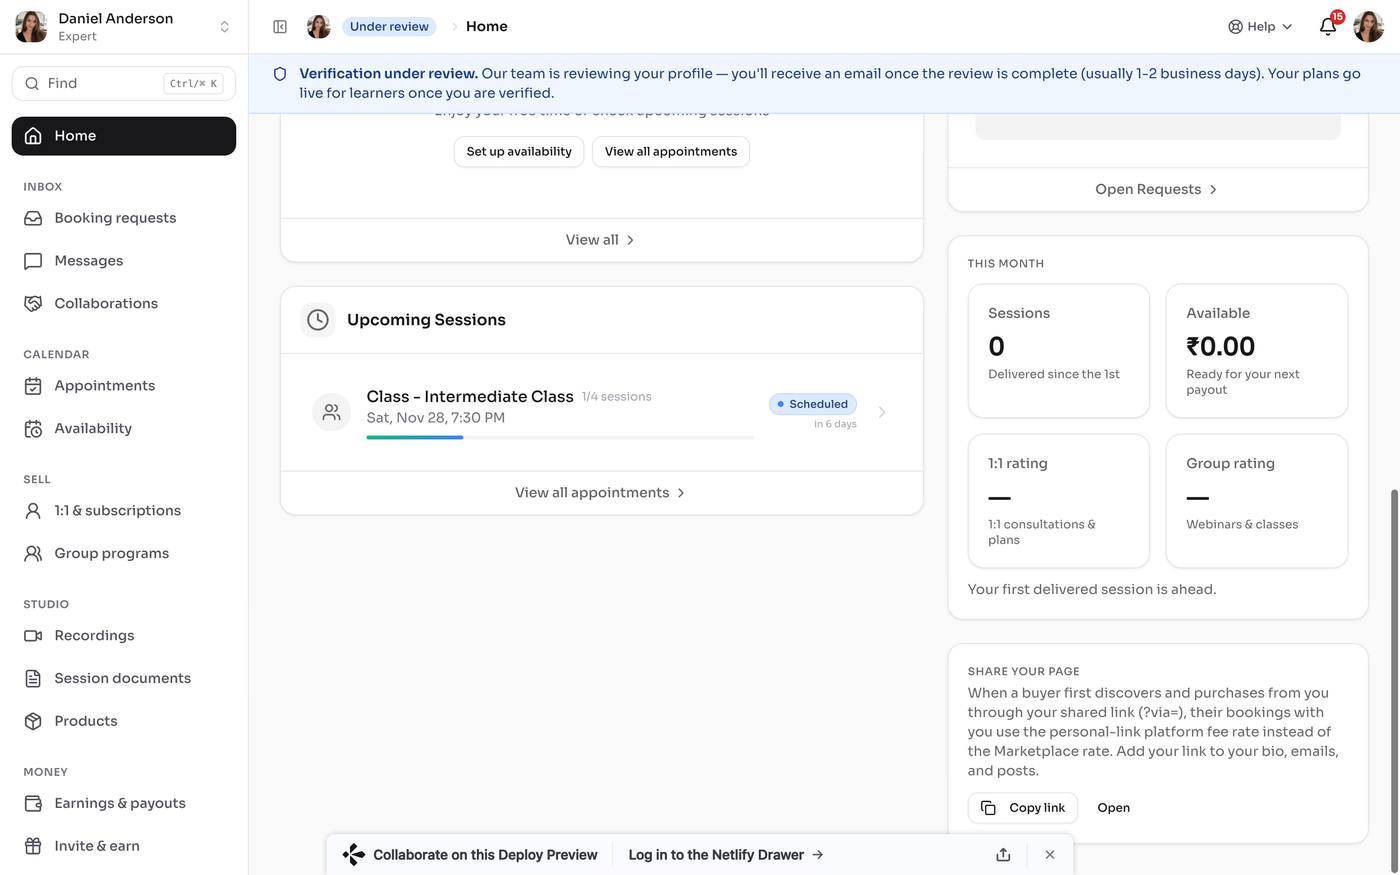 Daniel Anderson
Expert
Find
Ctrl/⌘ K
Home
INBOX
Booking requests
Messages
Collaborations
CALENDAR
Appointments
Availability
SELL
1:1 & subscriptions
Group programs
STUDIO
Recordings
Session documents
Products
MONEY
Earnings & payouts
Invite & earn
Under review
Home
Help
15
Verification under review. Our team is reviewing your profile — you'll receive an email once the review is complete (usually 1-2 business days). Your plans go
live for learners once you are verified.
Enjoy your free time or check upcoming sessions
Set up availability
View all appointments
View all
Upcoming Sessions
Class - Intermediate Class 1/4 sessions
Sat, Nov 28, 7:30 PM
Scheduled
In 6 days
View all appointments
Open Requests
THIS MONTH
Sessions
0
Delivered since the 1st
Available
₹0.00
Ready for your next
payout
1:1 rating
—
1:1 consultations &
plans
Group rating
—
Webinars & classes
Your first delivered session is ahead.
SHARE YOUR PAGE
When a buyer first discovers and purchases from you
through your shared link (?via=), their bookings with
you use the personal-link platform fee rate instead of
the Marketplace rate. Add your link to your bio, emails,
and posts.
Copy link
Open
Collaborate on this Deploy Preview
Log in to the Netlify Drawer →